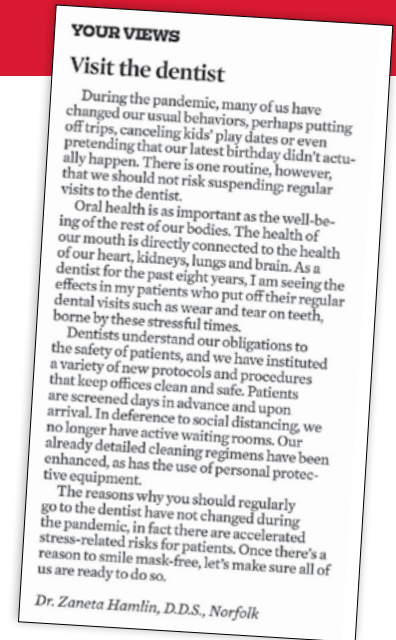 YOUR VIEWS
Visit the dentist
During the pandemic, many of us have
changed our usual behaviors, perhaps putting
off trips, canceling kids' play dates or even
pretending that our latest birthday didn't actu-
ally happen. There is one routine, however,
that we should not risk suspending: regular
visits to the dentist.
Oral health is as important as the well-be-
ing of the rest of our bodies. The health of
our mouth is directly connected to the health
of our heart, kidneys, lungs and brain. As a
dentist for the past eight years, I am seeing the
effects in my patients who put off their regular
dental visits such as wear and tear on teeth,
borne by these stressful times.
Dentists understand our obligations to
the safety of patients, and we have instituted
a variety of new protocols and procedures
that keep offices clean and safe. Patients
are screened days in advance and upon
arrival. In deference to social distancing, we
no longer have active waiting rooms. Our
already detailed cleaning regimens have been
enhanced, as has the use of personal protec-
tive equipment.
The reasons why you should regularly
go to the dentist have not changed during
the pandemic, in fact there are accelerated
stress-related risks for patients. Once there's a
reason to smile mask-free, let's make sure all of
us are ready to do so.
Dr. Zaneta Hamlin, D.D.S., Norfolk